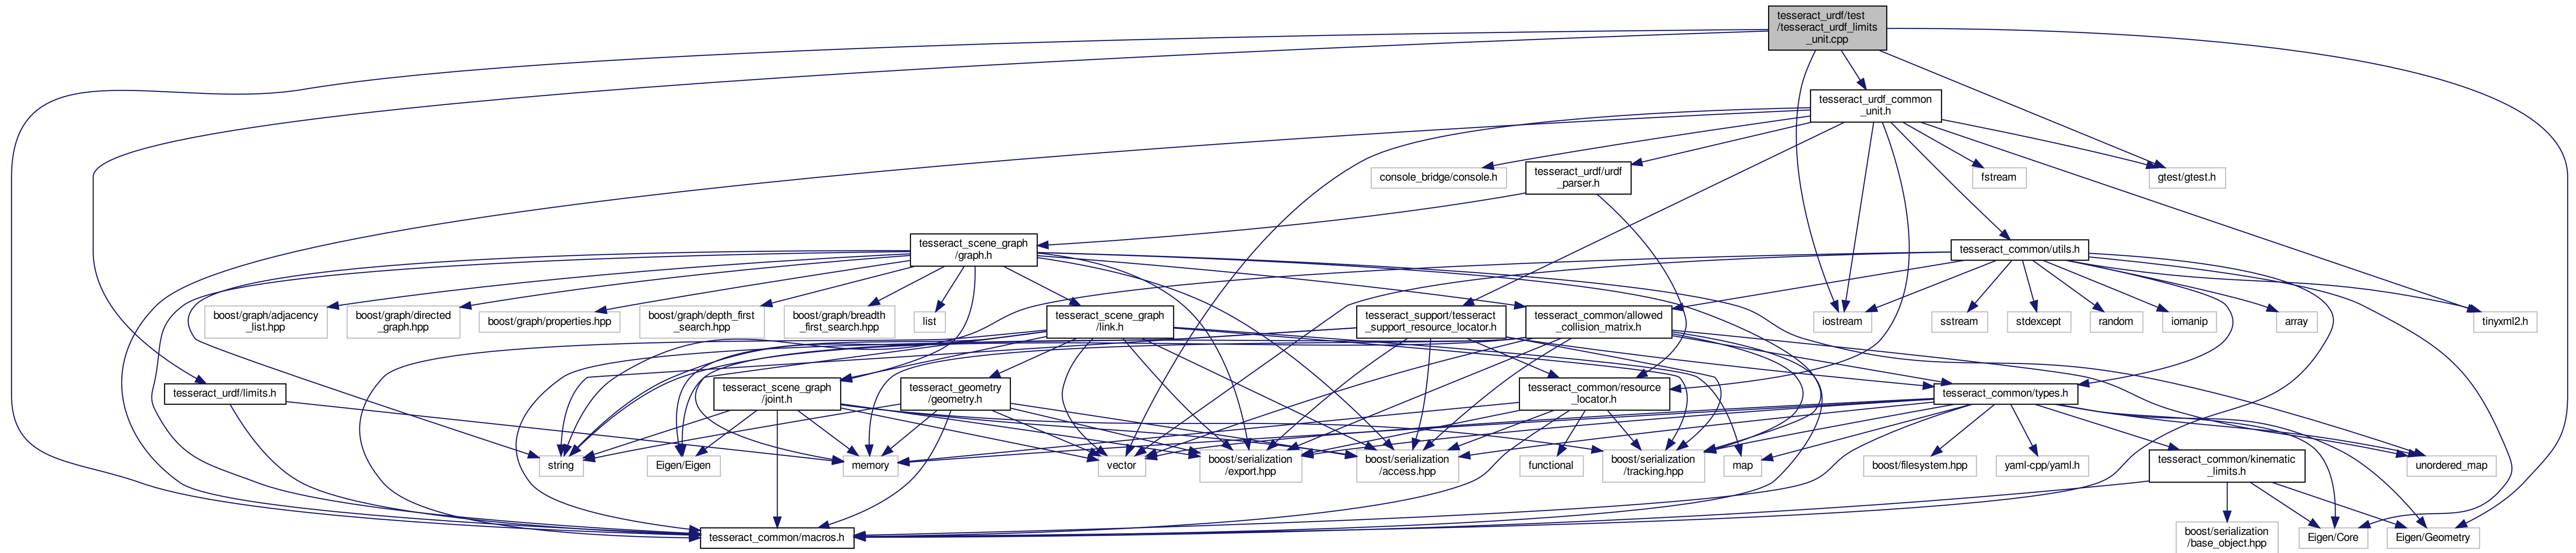 tesseract_urdf/test
/tesseract_urdf_limits
_unit.cpp
tesseract_urdf_common
_unit.h
console_bridge/console.h
tesseract_urdf/urdf
_parser.h
fstream
gtest/gtest.h
tesseract_scene_graph
/graph.h
tesseract_common/utils.h
boost/graph/adjacency
_list.hpp
boost/graph/directed
_graph.hpp
boost/graph/properties.hpp
boost/graph/depth_first
_search.hpp
boost/graph/breadth
_first_search.hpp
list
tesseract_scene_graph
/link.h
tesseract_support/tesseract
_support_resource_locator.h
tesseract_common/allowed
_collision_matrix.h
iostream
sstream
stdexcept
random
iomanip
array
tinyxml2.h
tesseract_urdf/limits.h
tesseract_scene_graph
/joint.h
tesseract_geometry
/geometry.h
tesseract_common/resource
_locator.h
tesseract_common/types.h
string
Eigen/Eigen
memory
vector
boost/serialization
/export.hpp
boost/serialization
/access.hpp
functional
boost/serialization
/tracking.hpp
map
boost/filesystem.hpp
yaml-cpp/yaml.h
tesseract_common/kinematic
_limits.h
unordered_map
tesseract_common/macros.h
boost/serialization
/base_object.hpp
Eigen/Core
Eigen/Geometry